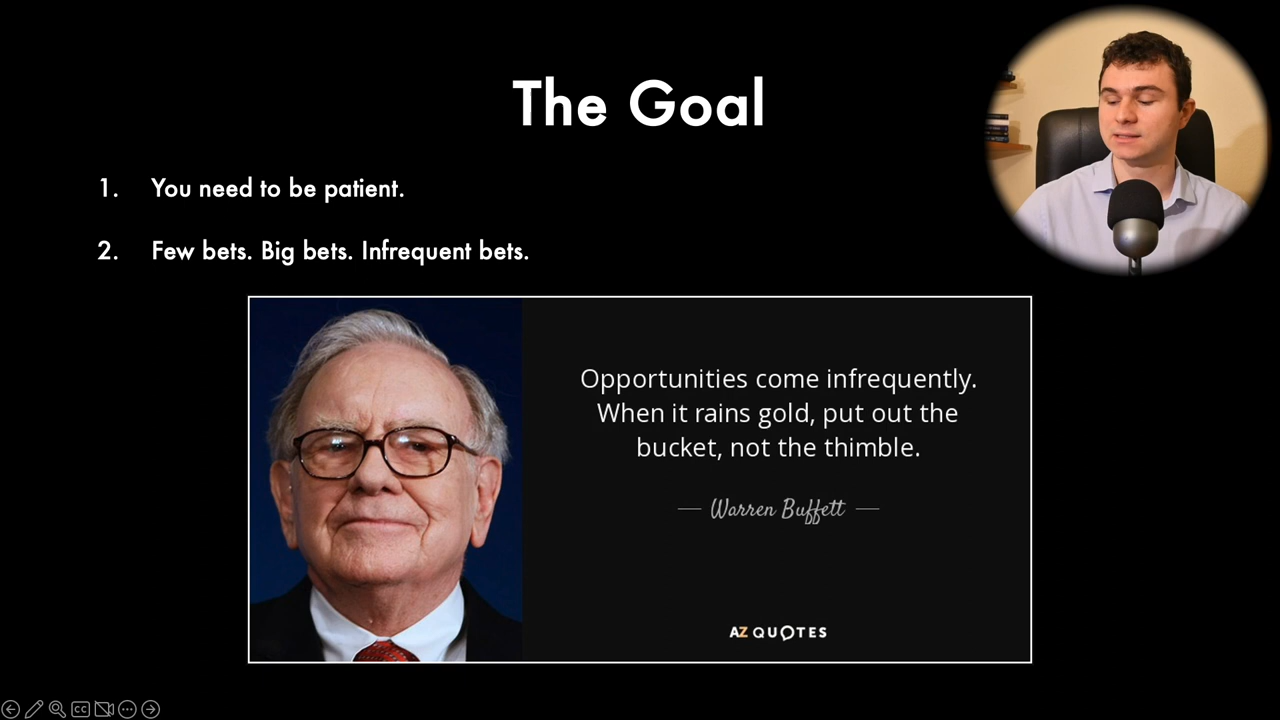 The Goal
1. You need to be patient.
2. Few bets. Big bets. Infrequent bets.
Opportunities come infrequently.
When it rains gold, put out the
bucket, not the thimble.
— Warren Buffett —
AZ QUOTES
CC